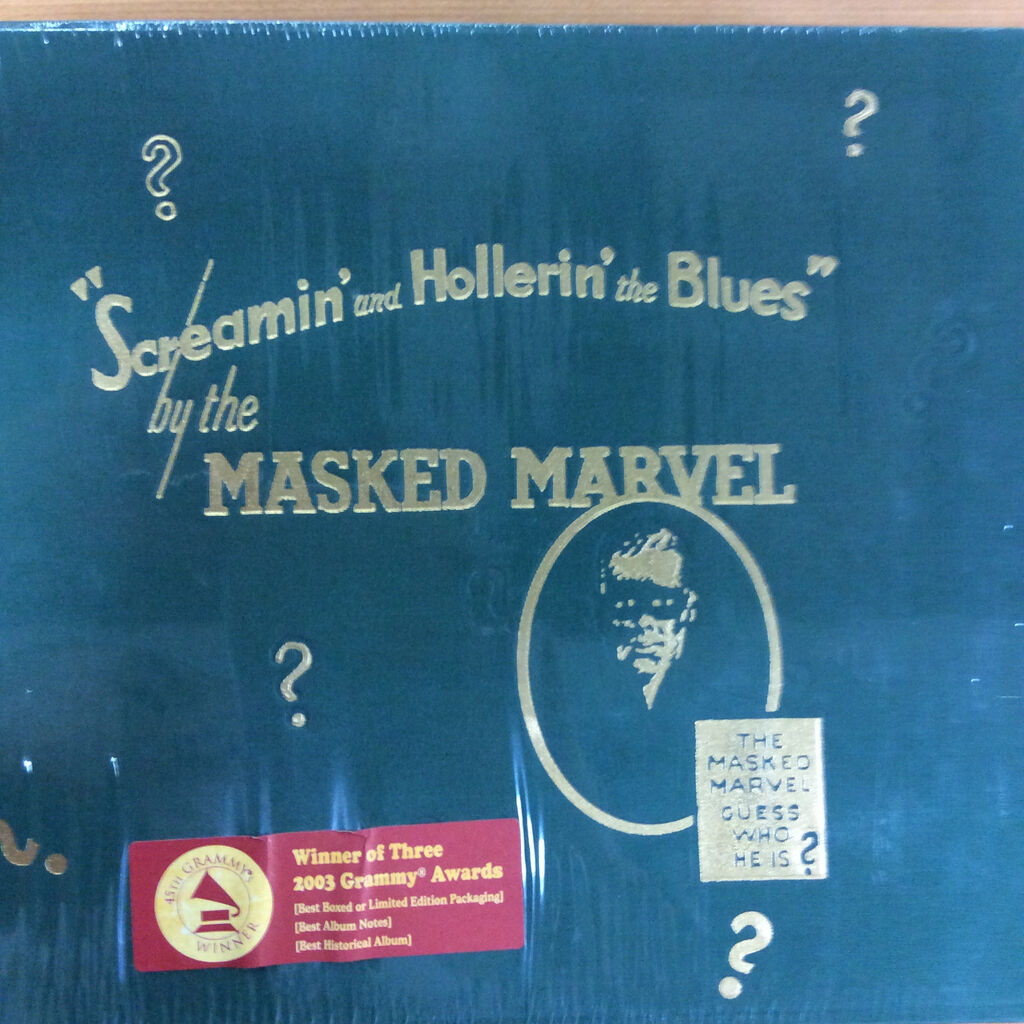 ?
?
"Screamin' and Hollerin' the Blues"
by the
MASKED MARVEL
?
THE
MASKED
MARVEL
GUESS
WHO
HE IS?
?
45TH GRAMMY'S
WINNER
Winner of Three
2003 Grammy® Awards
[Best Boxed or Limited Edition Packaging]
[Best Album Notes]
[Best Historical Album]
?